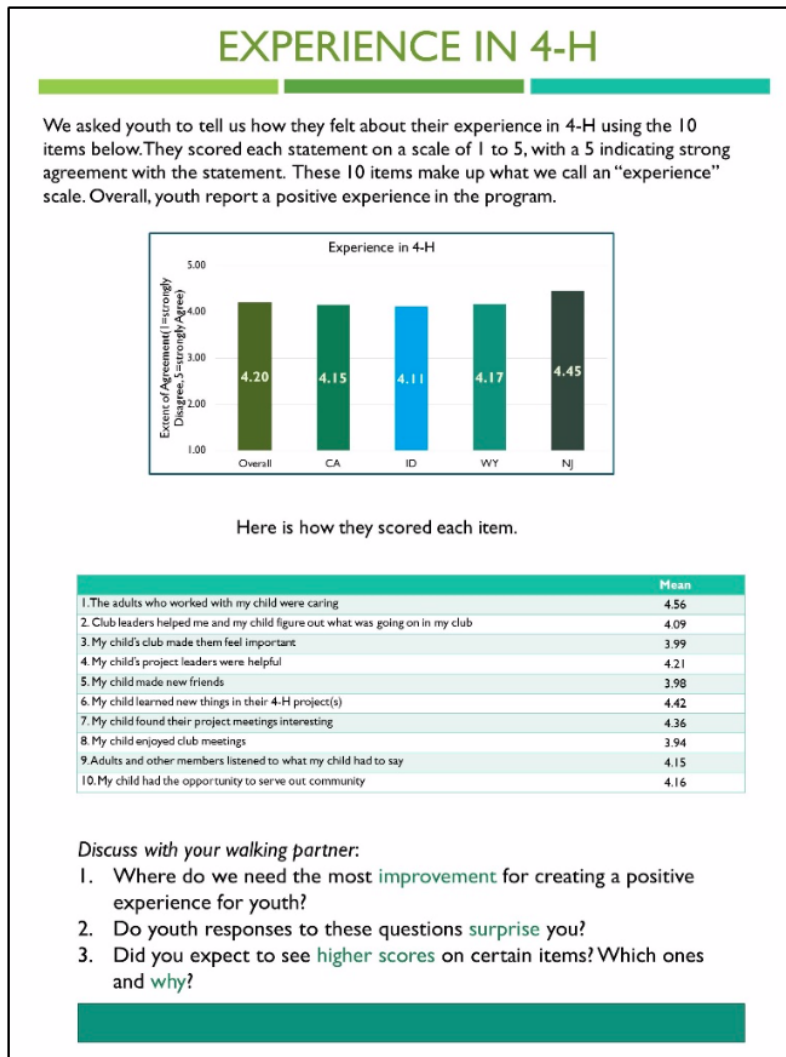 EXPERIENCE IN 4-H
We asked youth to tell us how they felt about their experience in 4-H using the 10
items below. They scored each statement on a scale of 1 to 5, with a 5 indicating strong
agreement with the statement. These 10 items make up what we call an “experience”
scale. Overall, youth report a positive experience in the program.
Experience in 4-H
Extent of Agreement(1=strongly
Disagree, 5=strongly Agree)
5.00
4.00
3.00
2.00
1.00
4.20
4.15
4.11
4.17
4.45
Overall
CA
ID
WY
NJ
Here is how they scored each item.
Mean
1.The adults who worked with my child were caring 4.56
2. Club leaders helped me and my child figure out what was going on in my club 4.09
3. My child's club made them feel important 3.99
4. My child's project leaders were helpful 4.21
5. My child made new friends 3.98
6. My child learned new things in their 4-H project(s) 4.42
7. My child found their project meetings interesting 4.36
8. My child enjoyed club meetings 3.94
9. Adults and other members listened to what my child had to say 4.15
10. My child had the opportunity to serve out community 4.16
Discuss with your walking partner:
1. Where do we need the most improvement for creating a positive
experience for youth?
2. Do youth responses to these questions surprise you?
3. Did you expect to see higher scores on certain items? Which ones
and why?